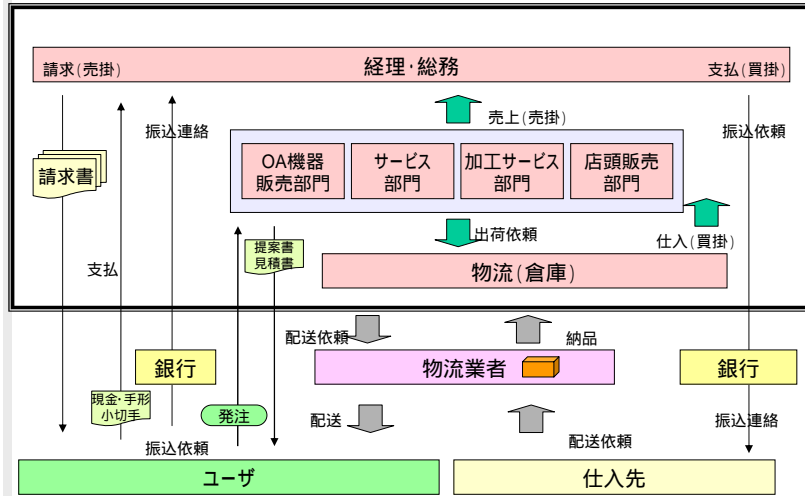 請求(売掛)
経理・総務
支払(買掛)
売上(売掛)
振込連絡
振込依頼
請求書
OA機器
販売部門
サービス
部門
加工サービス
部門
店頭販売
部門
出荷依頼
仕入(買掛)
提案書
見積書
支払
物流(倉庫)
配送依頼
納品
銀行
物流業者
銀行
現金・手形
小切手
発注
配送
振込連絡
振込依頼
配送依頼
ユーザ
仕入先